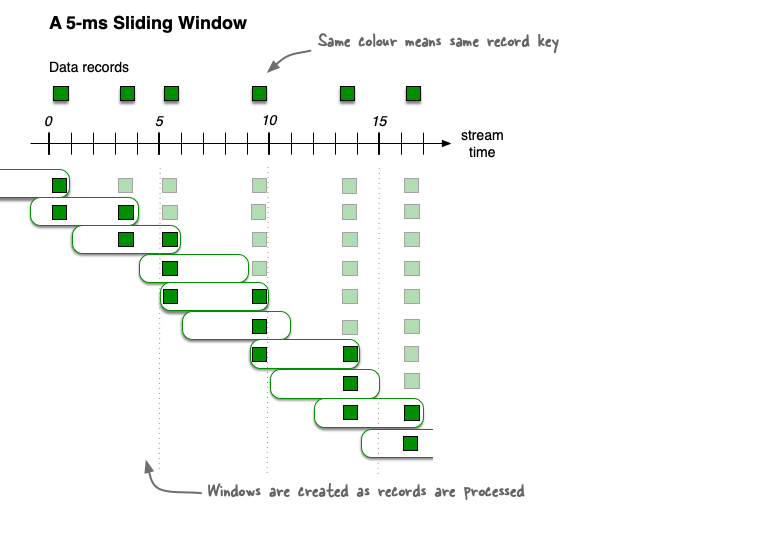 A 5-ms Sliding Window
Same colour means same record key
Data records
0 5 10 15
stream
time
Windows are created as records are processed